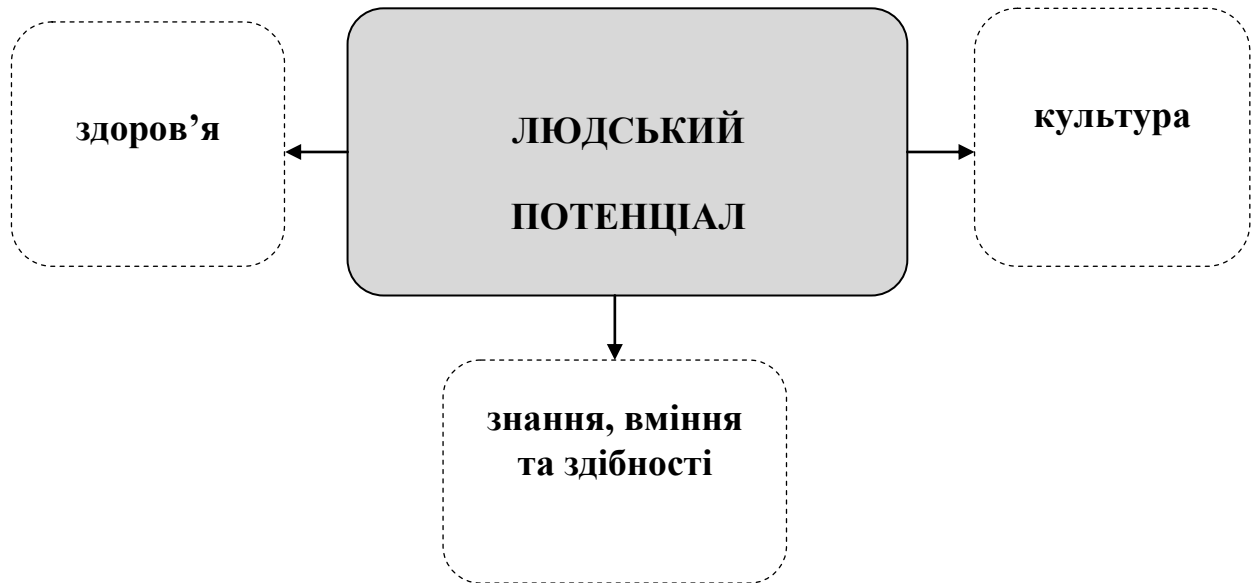 здоров’я
ЛЮДСЬКИЙ
ПОТЕНЦІАЛ
культура
знання, вміння
та здібності